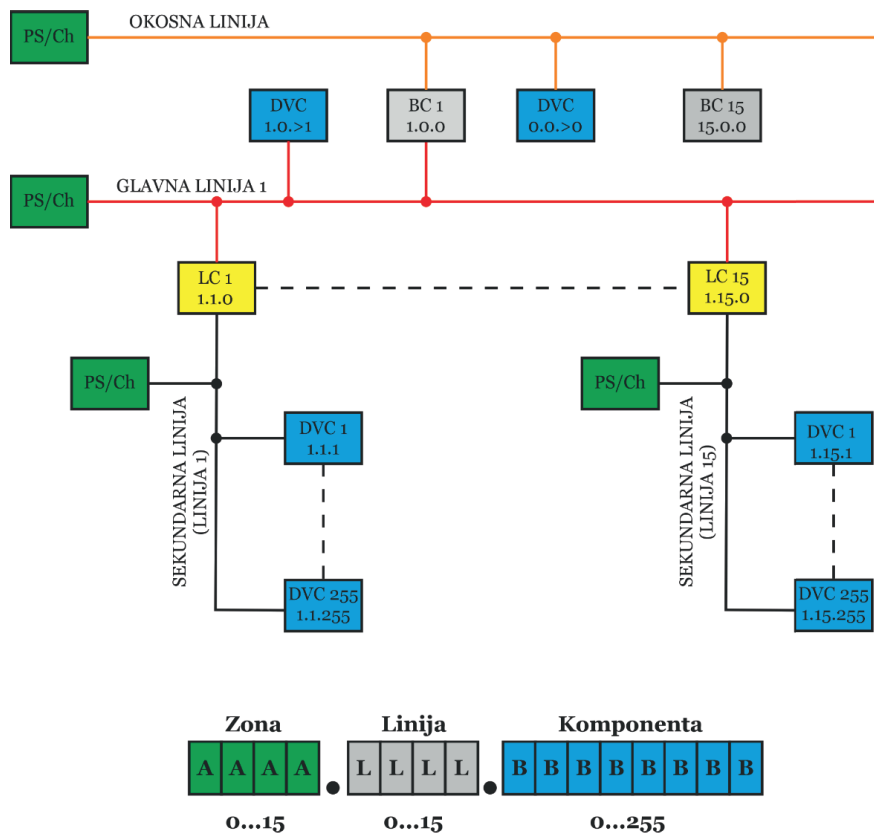 PS/Ch
OKOSNA LINIJA
DVC
1.0.>1
BC 1
1.0.0
DVC
0.0.>0
BC 15
15.0.0
PS/Ch
GLAVNA LINIJA 1
LC 1
1.1.0
LC 15
1.15.0
PS/Ch
SEKUNDARNA LINIJA
(LINIJA 1)
DVC 1
1.1.1
DVC 255
1.1.255
PS/Ch
SEKUNDARNA LINIJA
(LINIJA 15)
DVC 1
1.15.1
DVC 255
1.15.255
Zona Linija Komponenta
A A A A . L L L L . B B B B B B B B
0...15 0...15 0...255